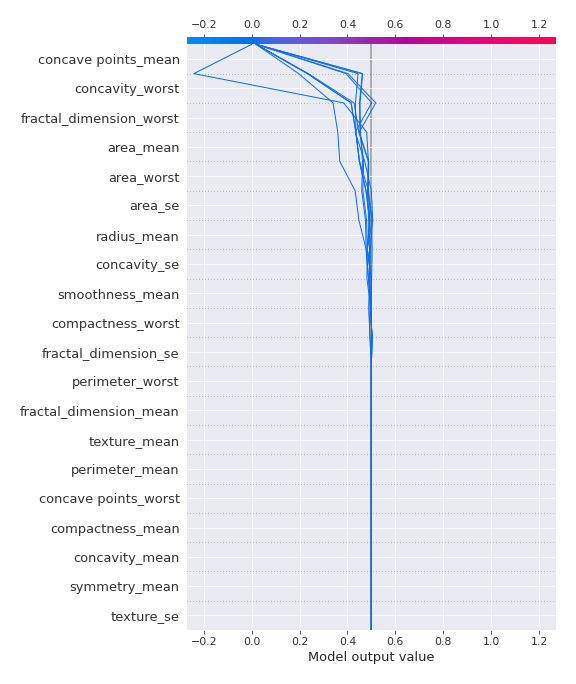 −0.2 0.0 0.2 0.4 0.6 0.8 1.0 1.2
concave points_mean
concavity_worst
fractal_dimension_worst
area_mean
area_worst
area_se
radius_mean
concavity_se
smoothness_mean
compactness_worst
fractal_dimension_se
perimeter_worst
fractal_dimension_mean
texture_mean
perimeter_mean
concave points_worst
compactness_mean
concavity_mean
symmetry_mean
texture_se
−0.2 0.0 0.2 0.4 0.6 0.8 1.0 1.2
Model output value